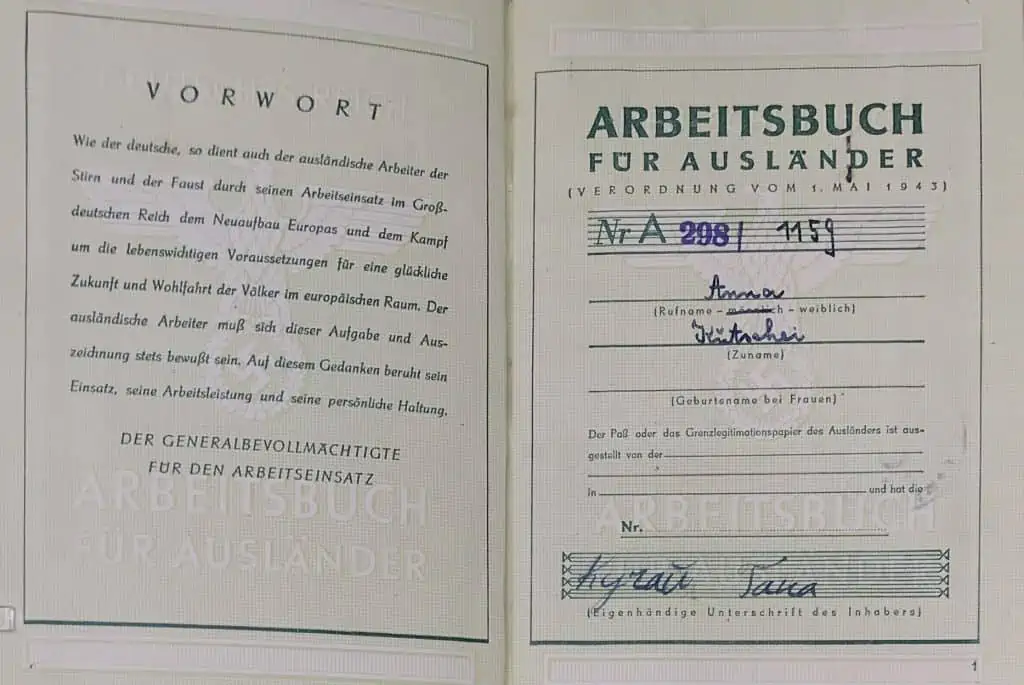 VORWORT
Wie der deutsche, so dient auch der ausländische Arbeiter der
Stirn und der Faust durch seinen Arbeitseinsatz im Groß-
deutschen Reich dem Neuaufbau Europas und dem Kampf
um die lebenswichtigen Voraussetzungen für eine glückliche
Zukunft und Wohlfahrt der Völker im europäischen Raum. Der
ausländische Arbeiter muß sich dieser Aufgabe und Aus-
zeichnung stets bewußt sein. Auf diesem Gedanken beruht sein
Einsatz, seine Arbeitsleistung und seine persönliche Haltung.
DER GENERALBEVOLLMÄCHTIGTE
FÜR DEN ARBEITSEINSATZ
ARBEITSBUCH
FÜR AUSLÄNDER
ARBEITSBUCH
FÜR AUSLÄNDER
(VERORDNUNG VOM 1. MAI 1943)
Nr A 298/ 1159
Anna
(Rufname – männlich – weiblich)
(Zuname)
(Geburtsname bei Frauen)
Der Paß oder das Grenzlegitimationspapier des Ausländers ist aus-
gestellt von der
in und hat die
ARBEITSBUCH
Nr.
(Eigenhändige Unterschrift des Inhabers)
1